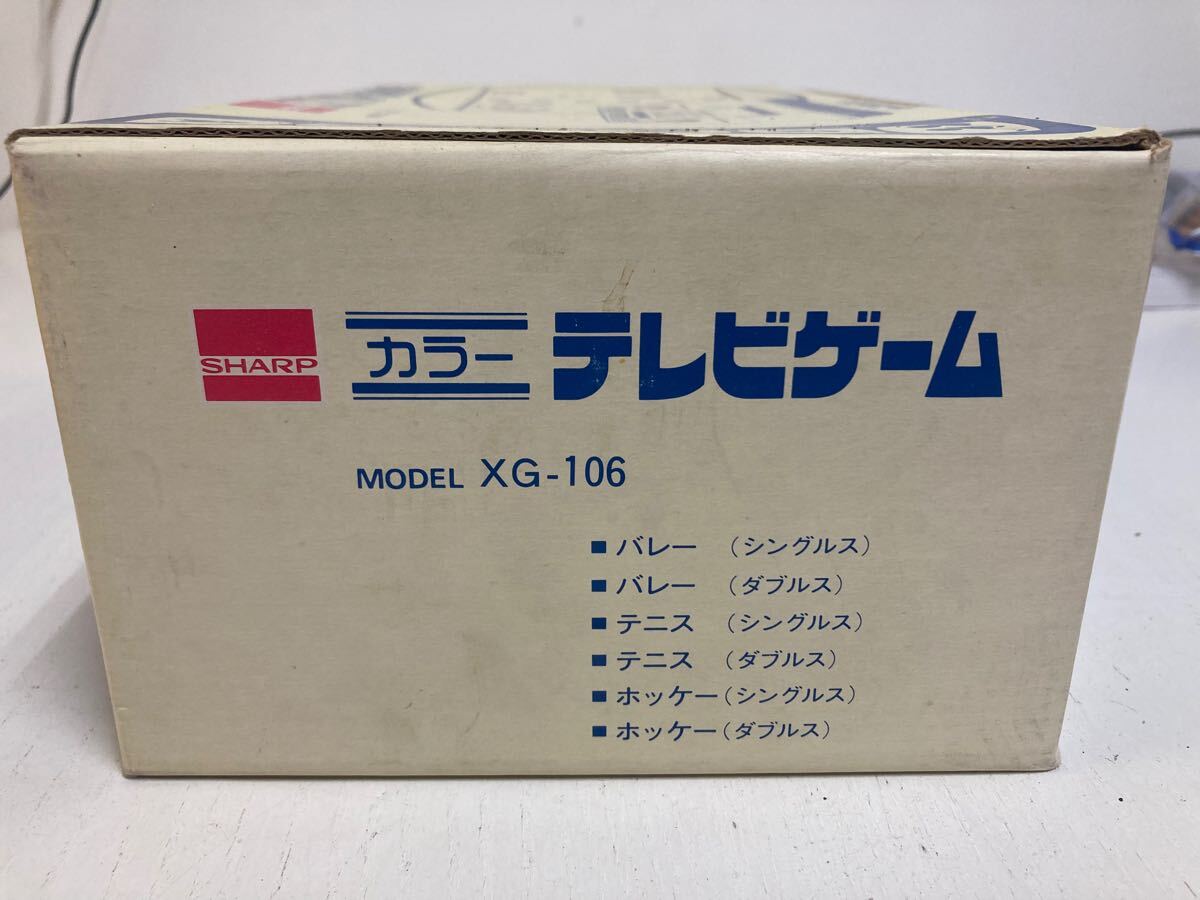 SHARP
カラー テレビゲーム
MODEL XG-106
■ バレー (シングルス)
■ バレー (ダブルス)
■ テニス (シングルス)
■ テニス (ダブルス)
■ ホッケー (シングルス)
■ ホッケー (ダブルス)